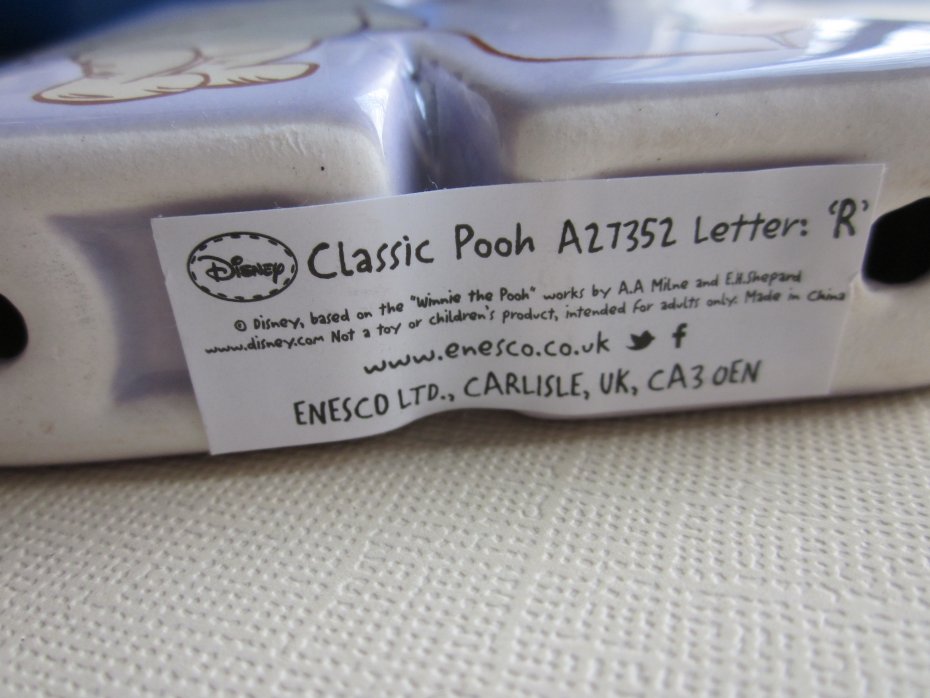 Disney Classic Pooh A27352 Letter: 'R'
© Disney, based on the "Winnie the Pooh" works by A.A Milne and E.H.Shepard
www.disney.com Not a toy or children's product, intended for adults only. Made in China
www.enesco.co.uk
ENESCO LTD., CARLISLE, UK, CA3 0EN